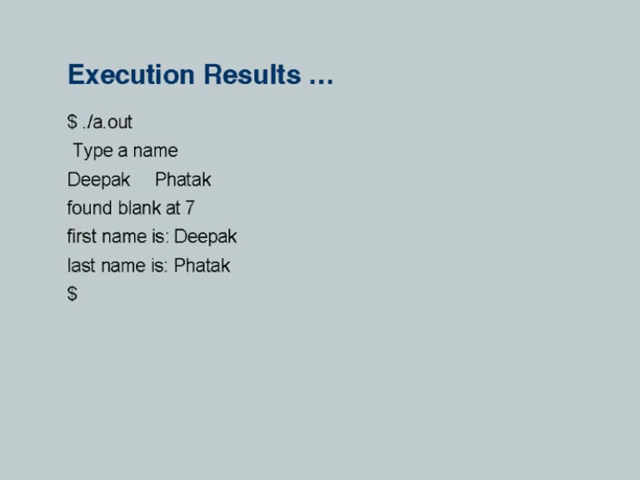 Execution Results ...
$ ./a.out
Type a name
Deepak     Phatak
found blank at 7
first name is: Deepak
last name is: Phatak
$